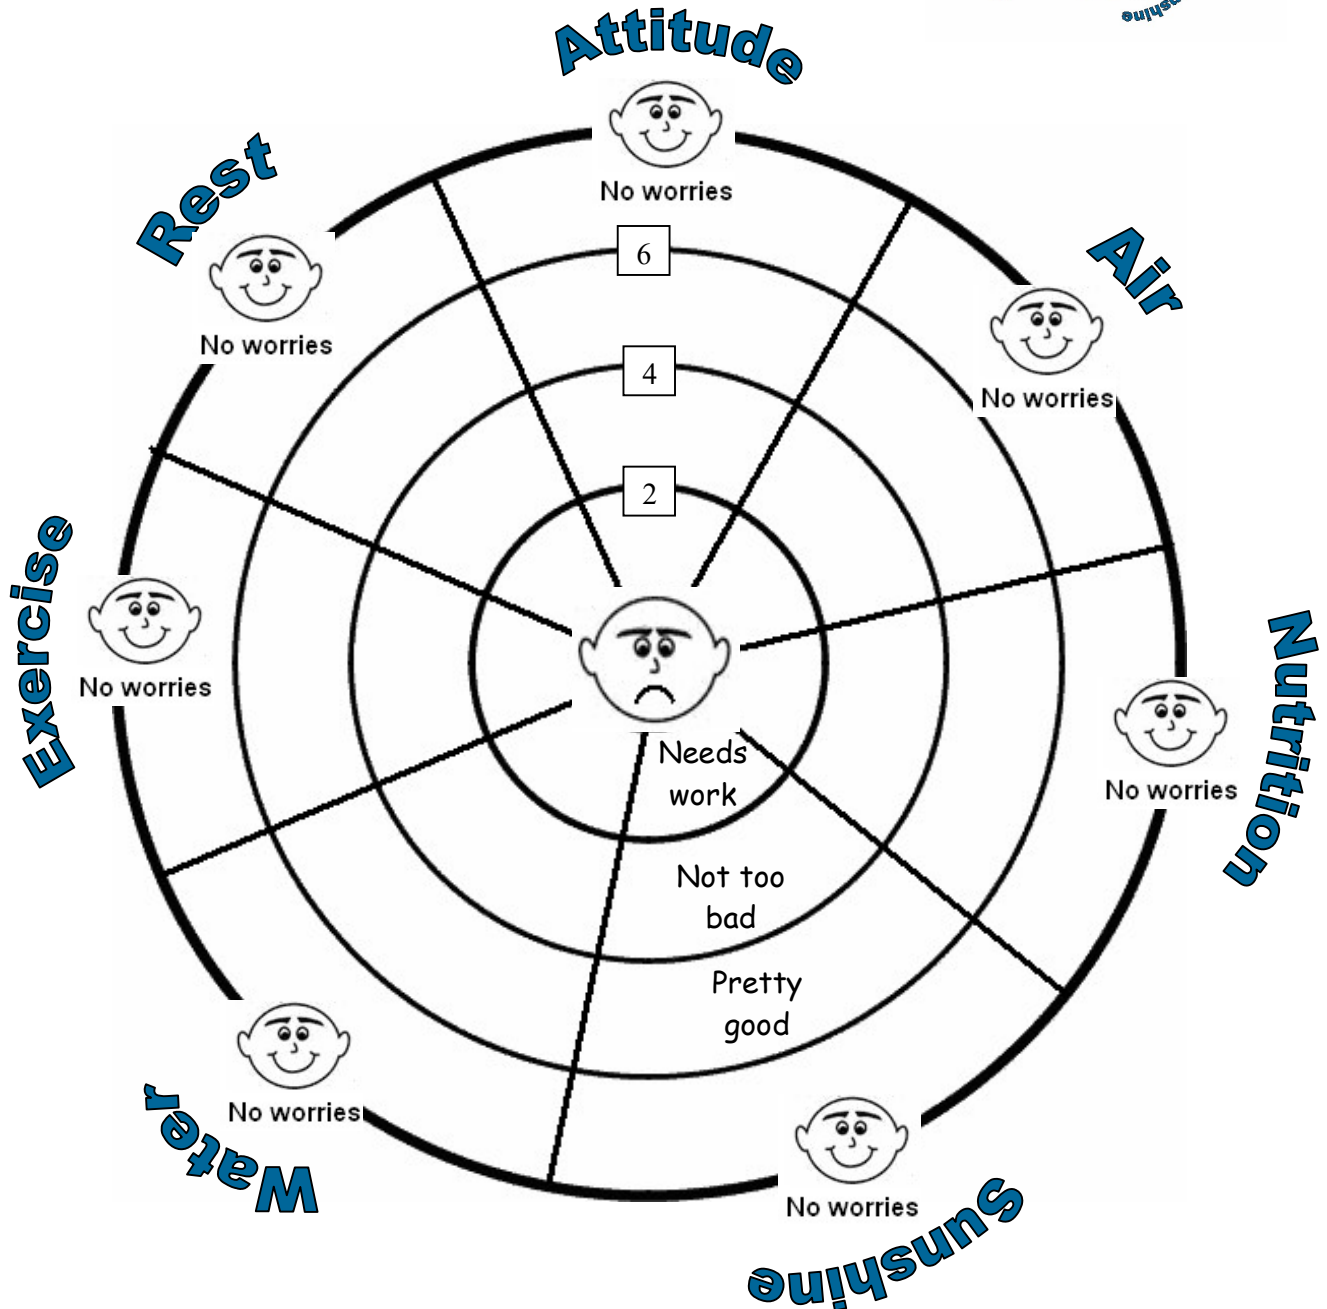 sunshine
Attitude
No worries
Rest
No worries
Air
No worries
6
4
2
Exercise
No worries
Nutrition
No worries
Needs
work
Not too
bad
Pretty
good
Water
No worries
Sunshine
No worries